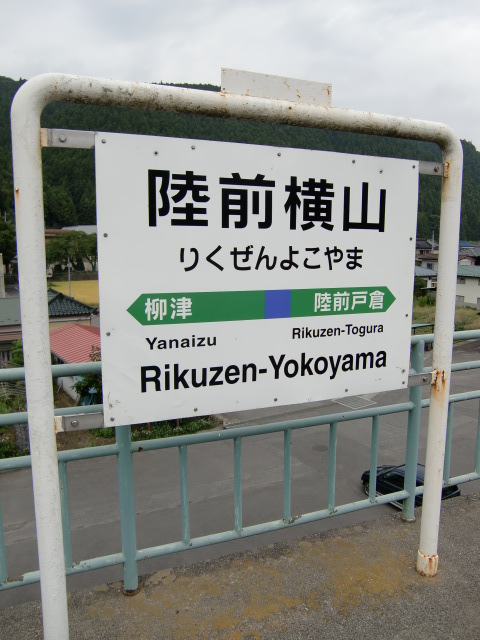 陸前横山
りくぜんよこやま
柳津 陸前戸倉
Yanaizu Rikuzen-Togura
Rikuzen-Yokoyama